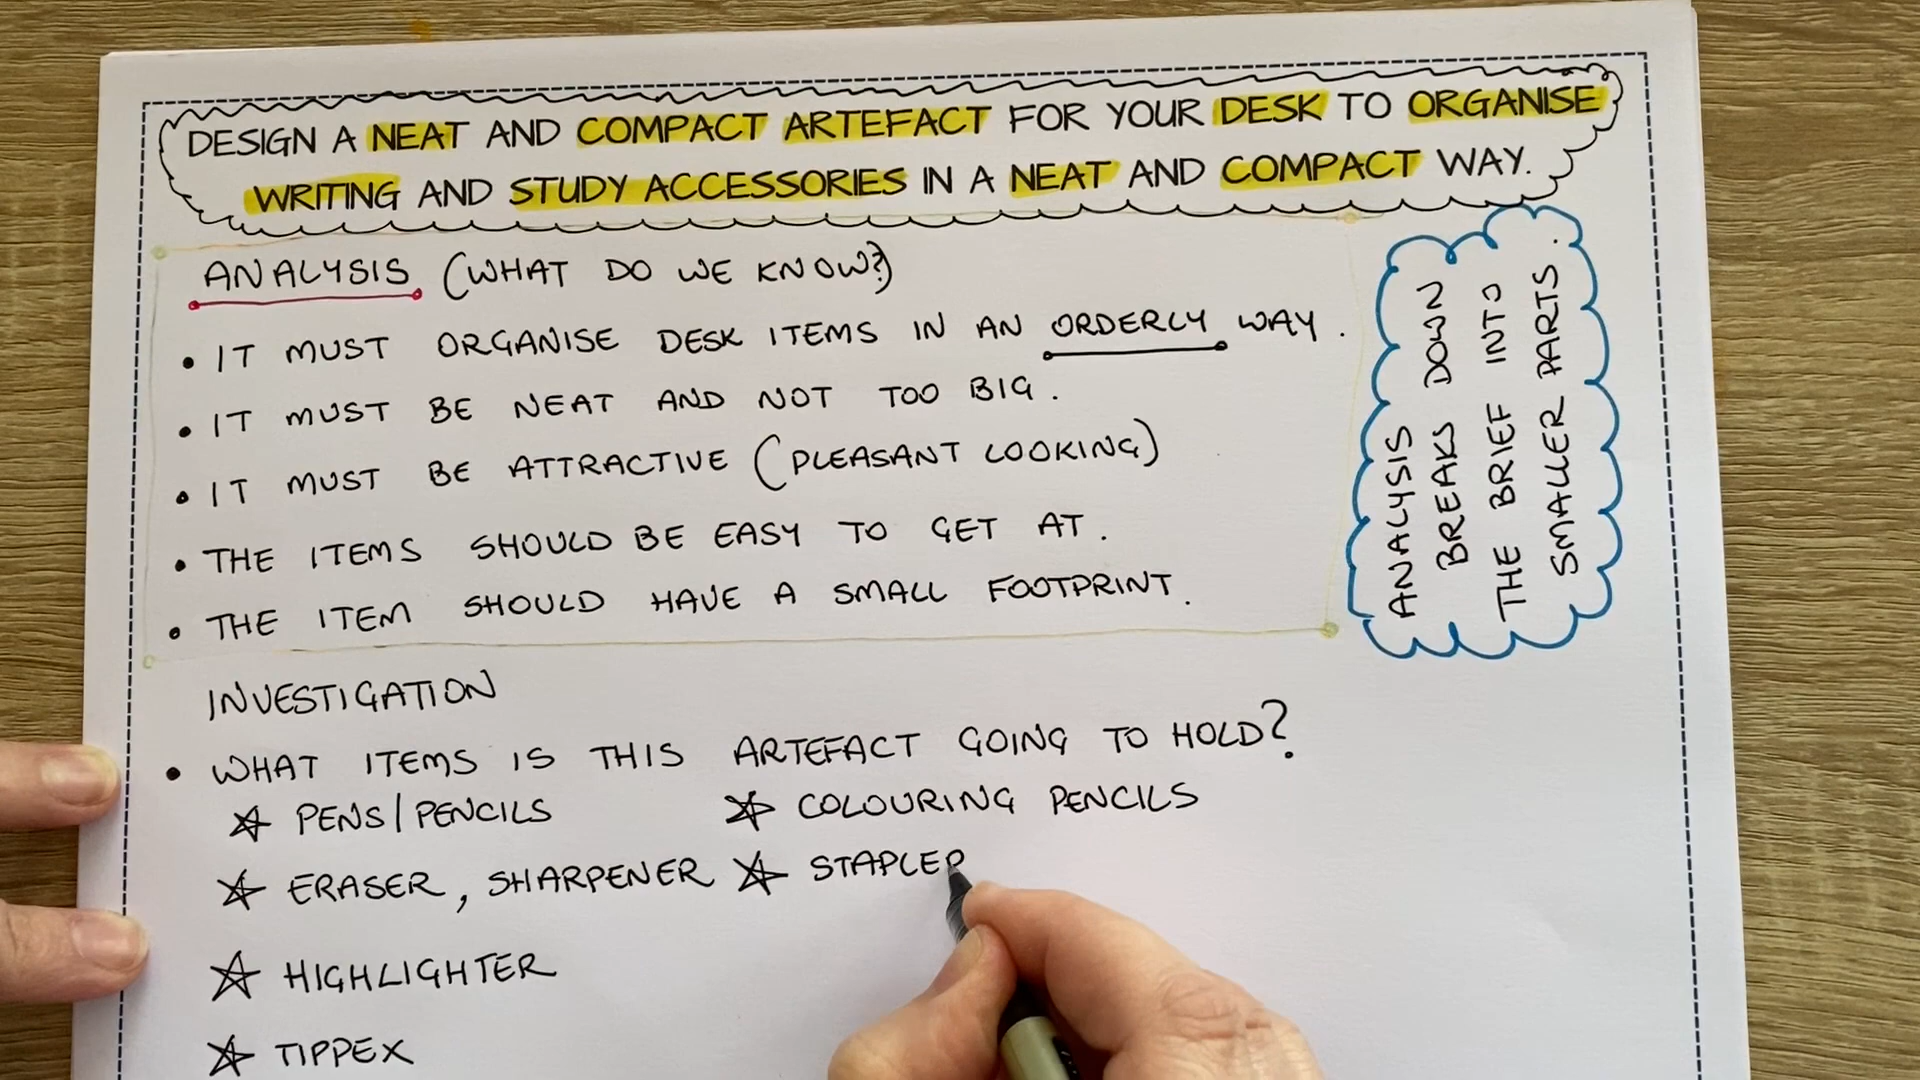 DESIGN A NEAT AND COMPACT ARTEFACT FOR YOUR DESK TO ORGANISE
WRITING AND STUDY ACCESSORIES IN A NEAT AND COMPACT WAY.
ANALYSIS (WHAT DO WE KNOW?)
• IT MUST ORGANISE DESK ITEMS IN AN ORDERLY WAY.
• IT MUST BE NEAT AND NOT TOO BIG.
• IT MUST BE ATTRACTIVE (PLEASANT LOOKING)
• THE ITEMS SHOULD BE EASY TO GET AT.
• THE ITEM SHOULD HAVE A SMALL FOOTPRINT.
ANALYSIS
BREAKS DOWN
THE BRIEF INTO
SMALLER PARTS.
INVESTIGATION
• WHAT ITEMS IS THIS ARTEFACT GOING TO HOLD?
☆ PENS/PENCILS ☆ COLOURING PENCILS
☆ ERASER, SHARPENER ☆ STAPLER
☆ HIGHLIGHTER
☆ TIPPEX